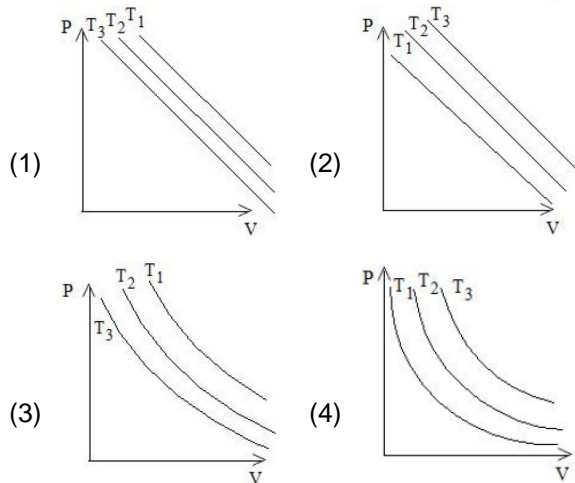 P T₃ T₂ T₁
(1)
V
P T₁ T₂ T₃
(2)
V
P T₃ T₂ T₁
(3)
V
P T₁ T₂ T₃
(4)
V